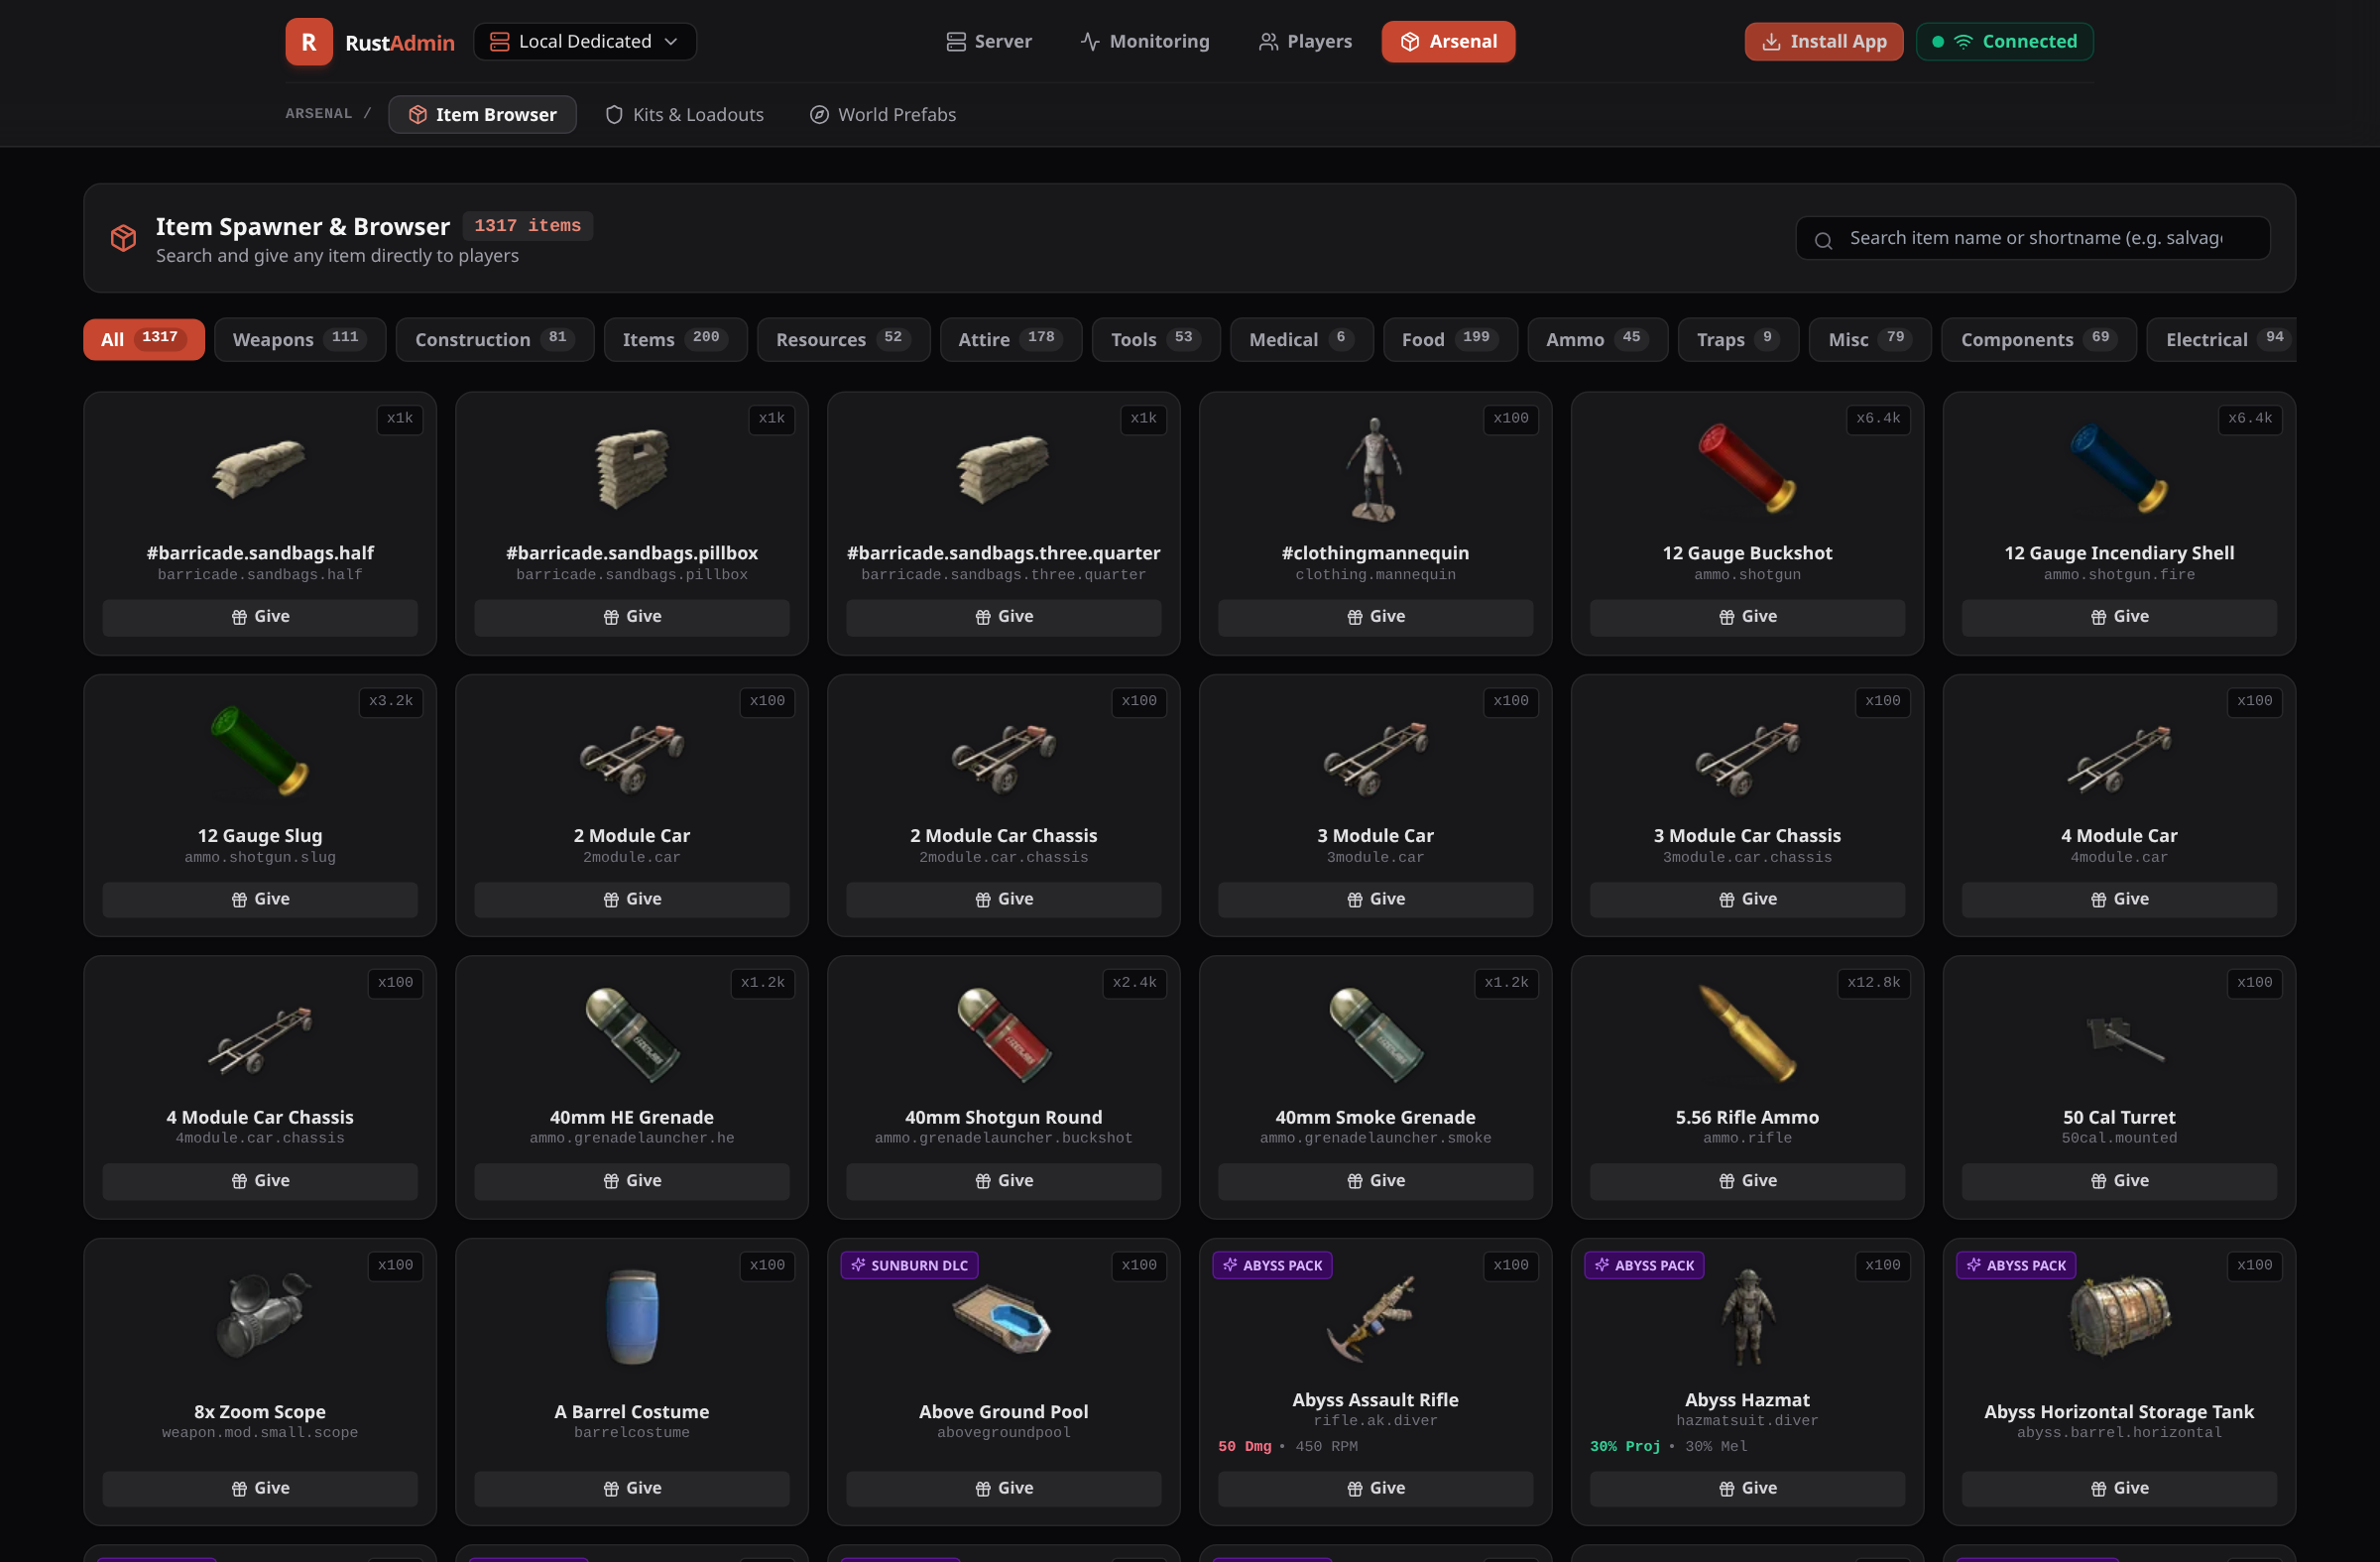 R RustAdmin Local Dedicated Server Monitoring Players Arsenal Install App Connected
ARSENAL / Item Browser Kits & Loadouts World Prefabs
Item Spawner & Browser 1317 items
Search and give any item directly to players
Search item name or shortname (e.g. salvag
All 1317 Weapons 111 Construction 81 Items 200 Resources 52 Attire 178 Tools 53 Medical 6 Food 199 Ammo 45 Traps 9 Misc 79 Components 69 Electrical 94
x1k x1k x1k x100 x6.4k x6.4k
#barricade.sandbags.half #barricade.sandbags.pillbox #barricade.sandbags.three.quarter #clothingmannequin 12 Gauge Buckshot 12 Gauge Incendiary Shell
barricade.sandbags.half barricade.sandbags.pillbox barricade.sandbags.three.quarter clothing.mannequin ammo.shotgun ammo.shotgun.fire
Give Give Give Give Give Give
x3.2k x100 x100 x100 x100 x100
12 Gauge Slug 2 Module Car 2 Module Car Chassis 3 Module Car 3 Module Car Chassis 4 Module Car
ammo.shotgun.slug 2module.car 2module.car.chassis 3module.car 3module.car.chassis 4module.car
Give Give Give Give Give Give
x100 x1.2k x2.4k x1.2k x12.8k x100
4 Module Car Chassis 40mm HE Grenade 40mm Shotgun Round 40mm Smoke Grenade 5.56 Rifle Ammo 50 Cal Turret
4module.car.chassis ammo.grenadelauncher.he ammo.grenadelauncher.buckshot ammo.grenadelauncher.smoke ammo.rifle 50cal.mounted
Give Give Give Give Give Give
x100 x100 SUNBURN DLC x100 ABYSS PACK x100 ABYSS PACK x100 ABYSS PACK x100
8x Zoom Scope A Barrel Costume Above Ground Pool Abyss Assault Rifle Abyss Hazmat Abyss Horizontal Storage Tank
weapon.mod.small.scope barrelcostume abovegroundpool rifle.ak.diver hazmatsuit.diver abyss.barrel.horizontal
50 Dmg • 450 RPM 30% Proj • 30% Mel
Give Give Give Give Give Give